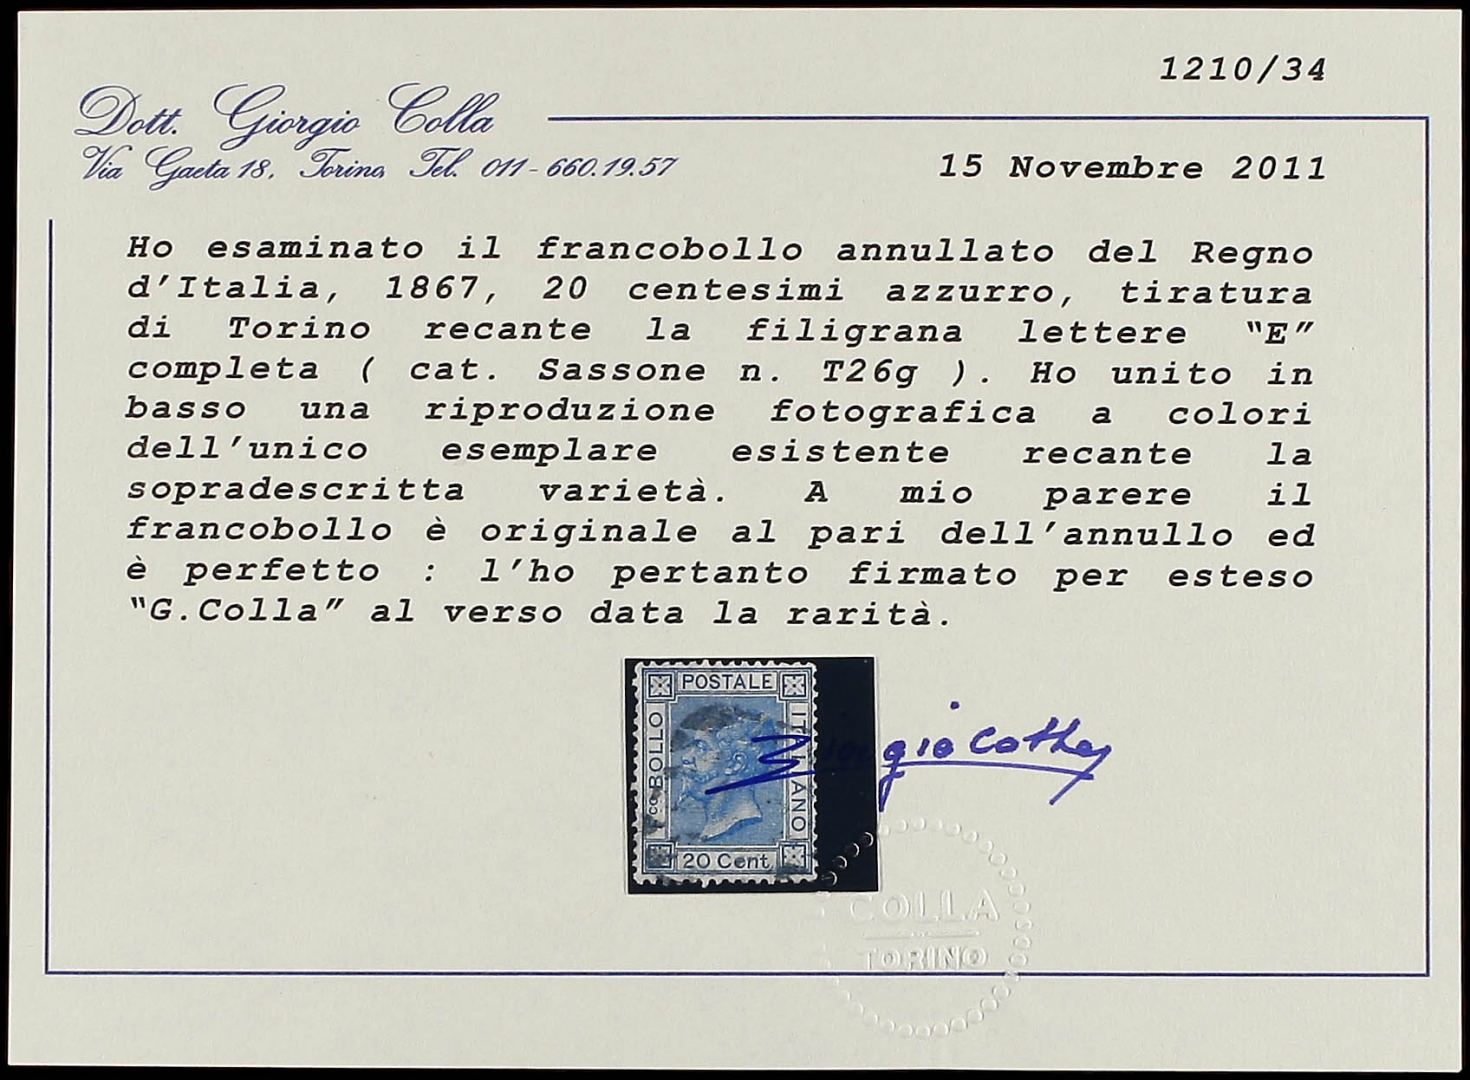 1210/34
Dott. Giorgio Colla
Via Gaeta 18, Torino, Tel. 011-660.19.57
15 Novembre 2011
Ho esaminato il francobollo annullato del Regno
d'Italia, 1867, 20 centesimi azzurro, tiratura
di Torino recante la filigrana lettere "E"
completa ( cat. Sassone n. T26g ). Ho unito in
basso una riproduzione fotografica a colori
dell'unico esemplare esistente recante la
sopradescritta varietà. A mio parere il
francobollo è originale al pari dell'annullo ed
è perfetto : l'ho pertanto firmato per esteso
"G.Colla" al verso data la rarità.
POSTALE
Cº BOLLO
ITALIANO
20 Cent.
COLLA
TORINO